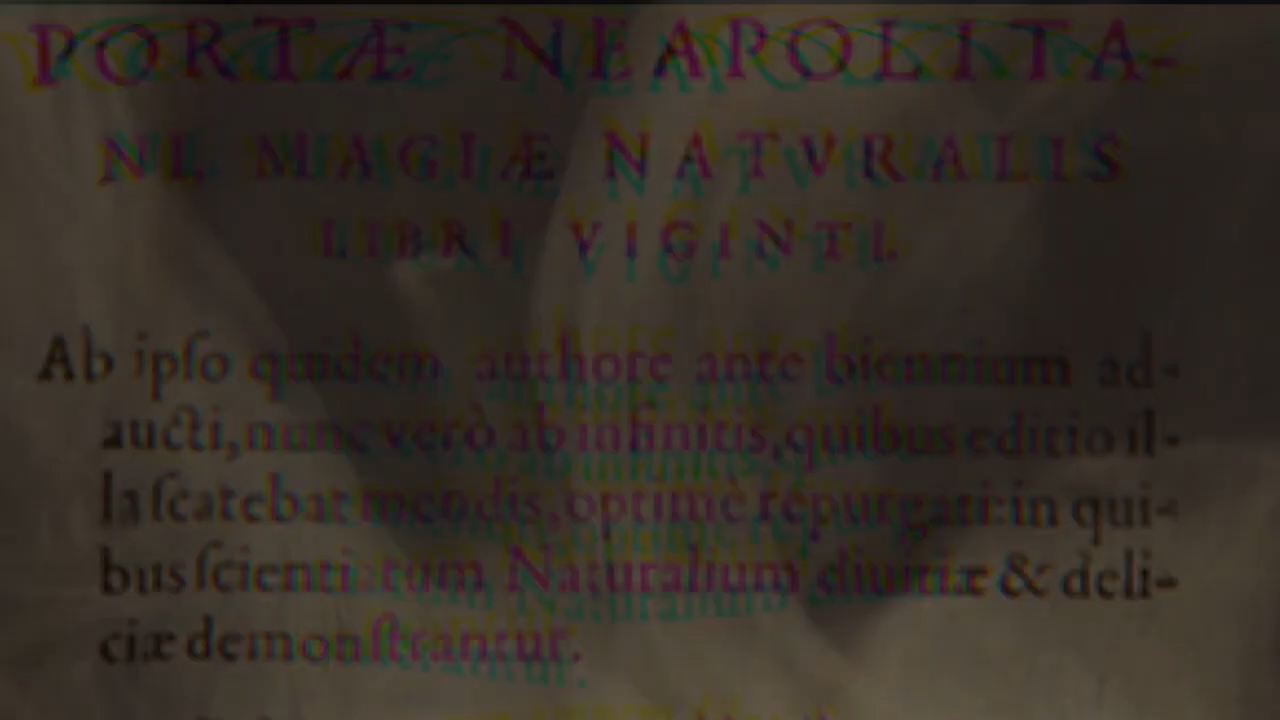 PORTÆ NEAPOLITA-
NI, MAGIÆ NATVRALIS
LIBRI VIGINTI.
Ab ipſo quidem authore ante biennium ad-
aucti, nunc verò ab infinitis, quibus editio il-
la ſcatebat mendis, optimè repurgati: in qui-
bus ſcientiarum Naturalium diuitiæ & deli-
ciæ demonſtrantur.